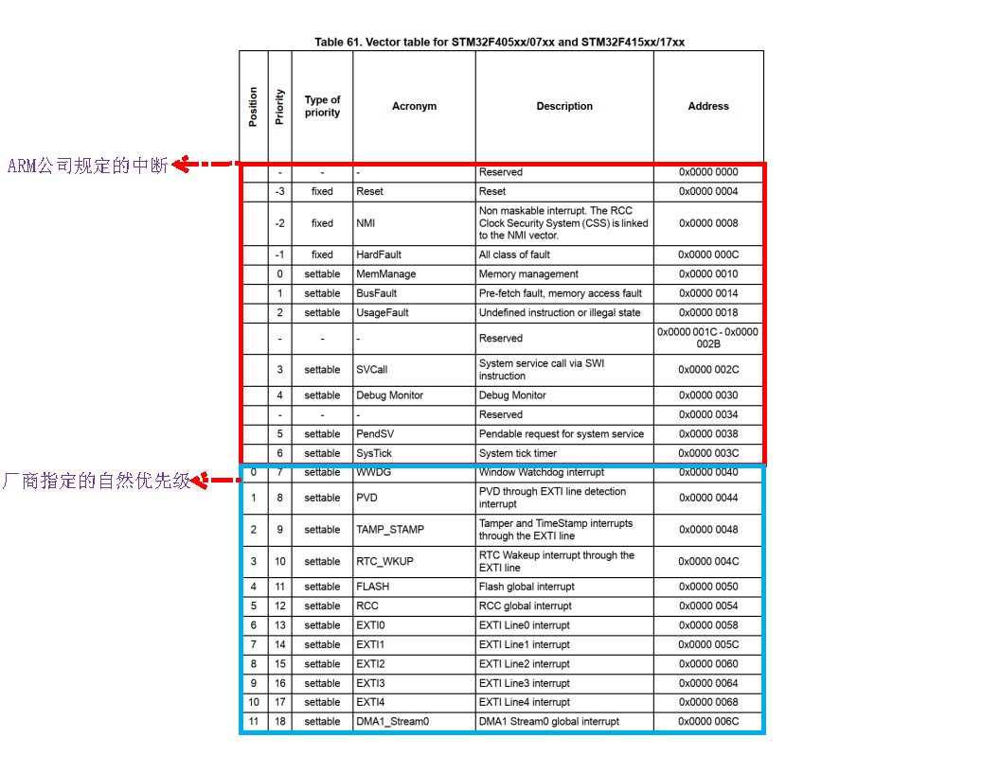 Table 61. Vector table for STM32F405xx/07xx and STM32F415xx/17xx
Position Priority Type of priority Acronym Description Address
ARM公司规定的中断
- - - Reserved 0x0000 0000
-3 fixed Reset Reset 0x0000 0004
-2 fixed NMI Non maskable interrupt. The RCC Clock Security System (CSS) is linked to the NMI vector. 0x0000 0008
-1 fixed HardFault All class of fault 0x0000 000C
0 settable MemManage Memory management 0x0000 0010
1 settable BusFault Pre-fetch fault, memory access fault 0x0000 0014
2 settable UsageFault Undefined instruction or illegal state 0x0000 0018
- - - Reserved 0x0000 001C - 0x0000 002B
3 settable SVCall System service call via SWI instruction 0x0000 002C
4 settable Debug Monitor Debug Monitor 0x0000 0030
- - - Reserved 0x0000 0034
5 settable PendSV Pendable request for system service 0x0000 0038
6 settable SysTick System tick timer 0x0000 003C
厂商指定的自然优先级
0 7 settable WWDG Window Watchdog interrupt 0x0000 0040
1 8 settable PVD PVD through EXTI line detection interrupt 0x0000 0044
2 9 settable TAMP_STAMP Tamper and TimeStamp interrupts through the EXTI line 0x0000 0048
3 10 settable RTC_WKUP RTC Wakeup interrupt through the EXTI line 0x0000 004C
4 11 settable FLASH Flash global interrupt 0x0000 0050
5 12 settable RCC RCC global interrupt 0x0000 0054
6 13 settable EXTI0 EXTI Line0 interrupt 0x0000 0058
7 14 settable EXTI1 EXTI Line1 interrupt 0x0000 005C
8 15 settable EXTI2 EXTI Line2 interrupt 0x0000 0060
9 16 settable EXTI3 EXTI Line3 interrupt 0x0000 0064
10 17 settable EXTI4 EXTI Line4 interrupt 0x0000 0068
11 18 settable DMA1_Stream0 DMA1 Stream0 global interrupt 0x0000 006C